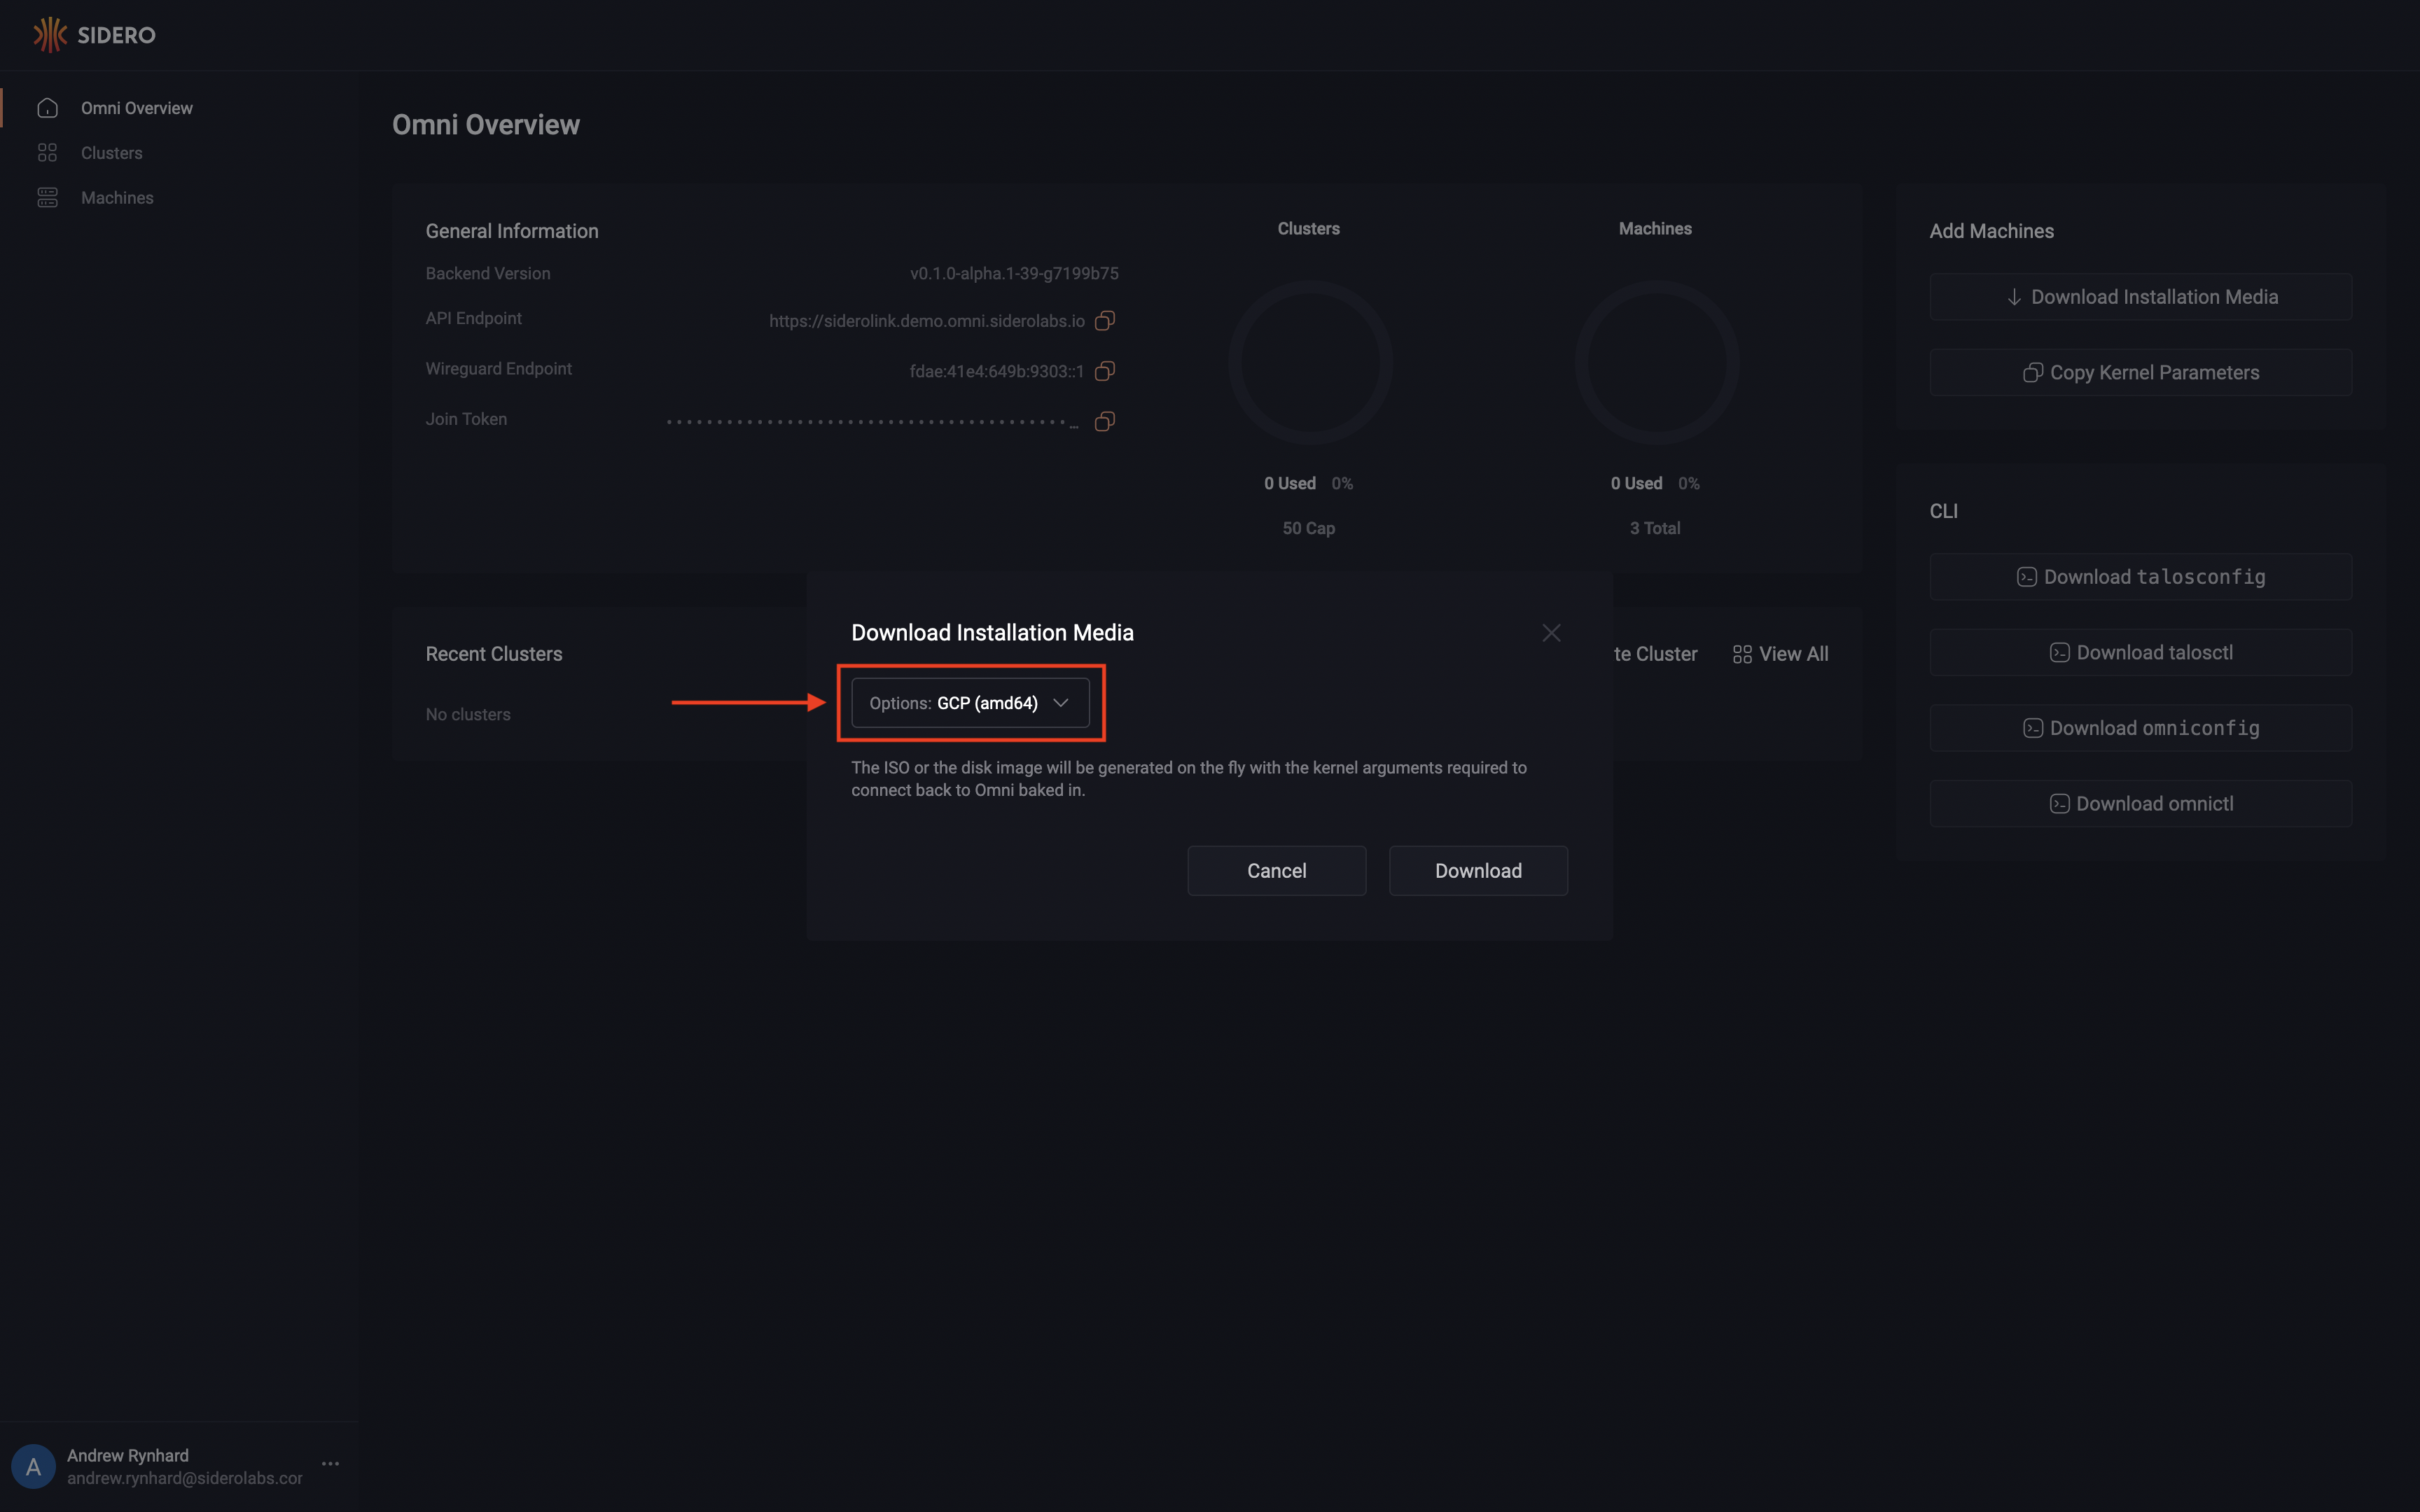 SIDERO
Omni Overview
Clusters
Machines
Omni Overview
General Information
Backend Version v0.1.0-alpha.1-39-g7199b75
API Endpoint https://siderolink.demo.omni.siderolabs.io
Wireguard Endpoint fdae:41e4:649b:9303::1
Join Token ••••••••••••••••••••••••••••••••••••••••...
Clusters
0 Used 0%
50 Cap
Machines
0 Used 0%
3 Total
Add Machines
Download Installation Media
Copy Kernel Parameters
CLI
Download talosconfig
Download talosctl
Download omniconfig
Download omnictl
Recent Clusters
te Cluster View All
No clusters
Download Installation Media
Options: GCP (amd64)
The ISO or the disk image will be generated on the fly with the kernel arguments required to
connect back to Omni baked in.
Cancel Download
A
Andrew Rynhard
andrew.rynhard@siderolabs.cor